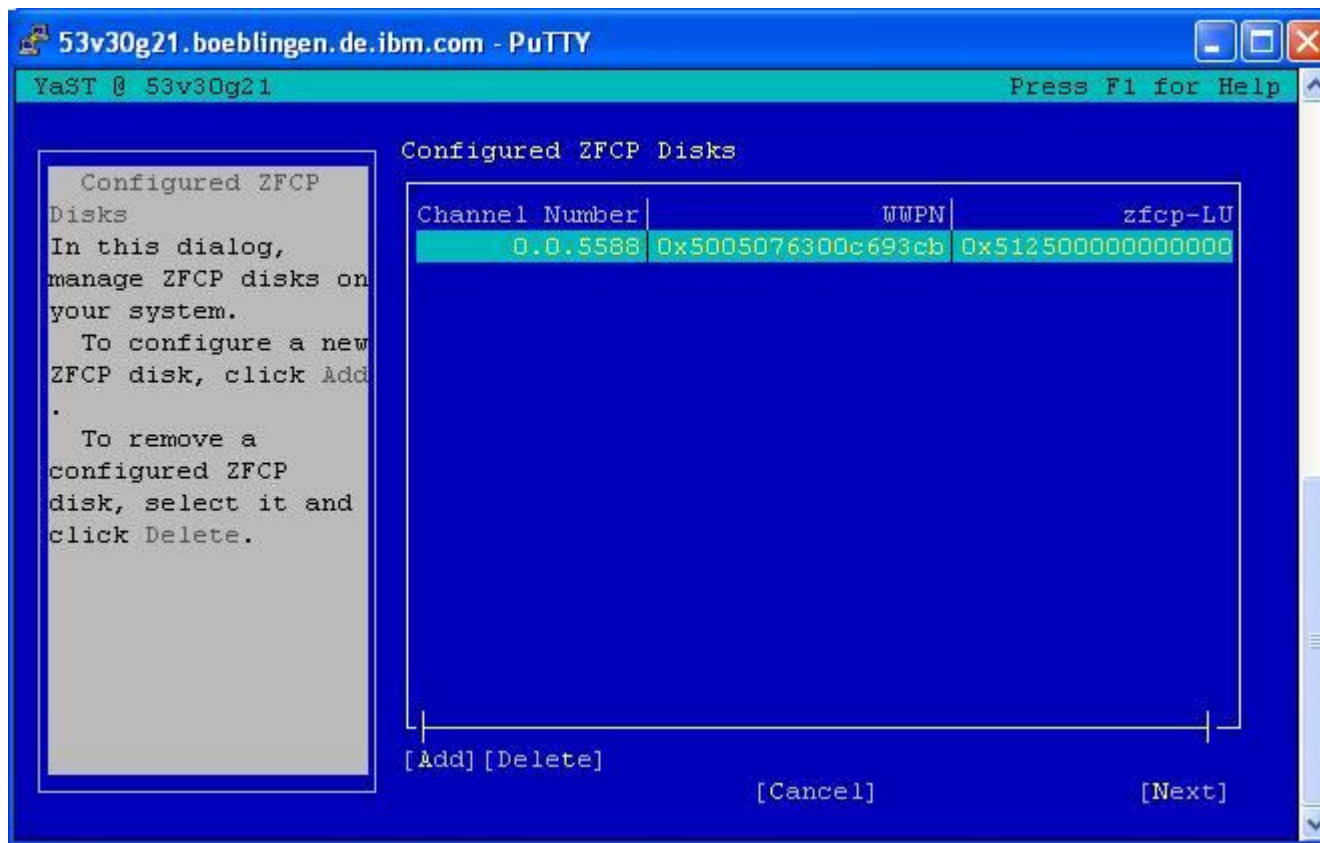 53v30g21.boeblingen.de.ibm.com - PuTTY
YaST @ 53v30g21 Press F1 for Help
Configured ZFCP
Disks
In this dialog,
manage ZFCP disks on
your system.
To configure a new
ZFCP disk, click Add
.
To remove a
configured ZFCP
disk, select it and
click Delete.
Configured ZFCP Disks
Channel Number| WWPN| zfcp-LU
0.0.5588|0x5005076300c693cb|0x512500000000000
[Add][Delete]
[Cancel] [Next]